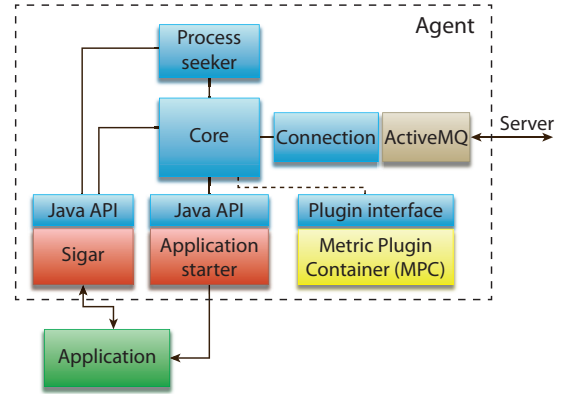 Agent
Process
seeker
Core
Connection
ActiveMQ
Server
Java API
Java API
Plugin interface
Sigar
Application
starter
Metric Plugin
Container (MPC)
Application